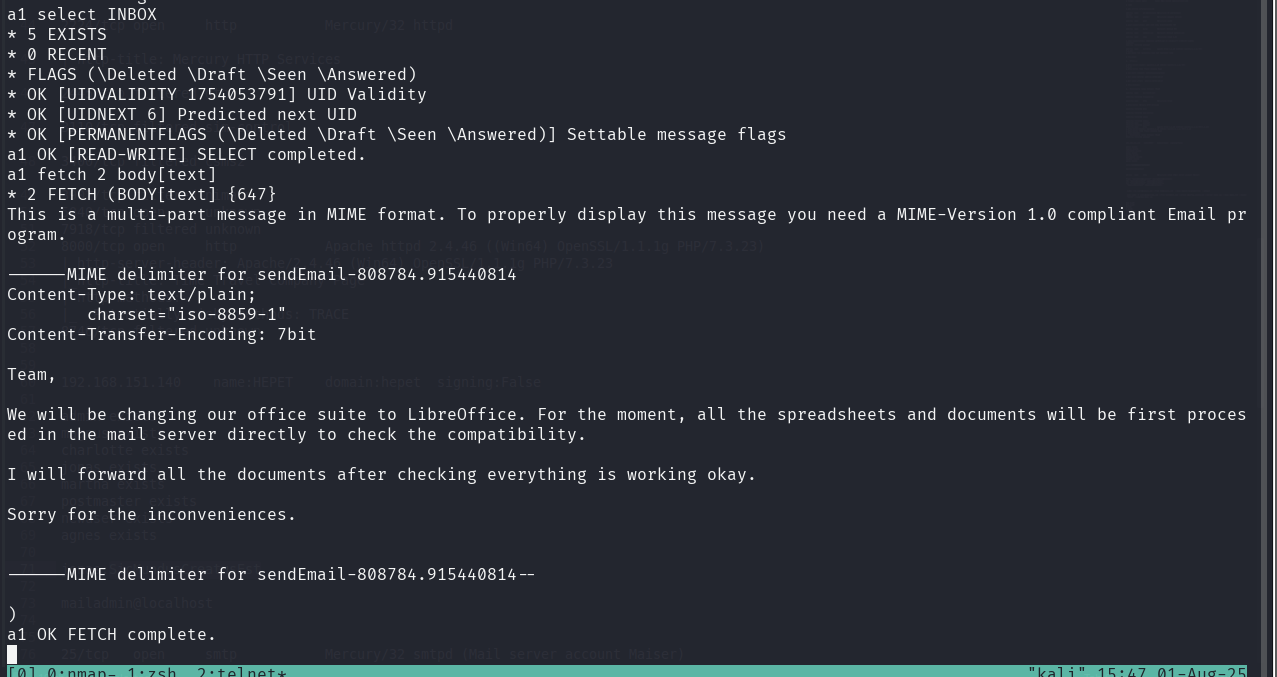 a1 select INBOX
* 5 EXISTS
* 0 RECENT
* FLAGS (\Deleted \Draft \Seen \Answered)
* OK [UIDVALIDITY 1754053791] UID Validity
* OK [UIDNEXT 6] Predicted next UID
* OK [PERMANENTFLAGS (\Deleted \Draft \Seen \Answered)] Settable message flags
a1 OK [READ-WRITE] SELECT completed.
a1 fetch 2 body[text]
* 2 FETCH (BODY[text] {647}
This is a multi-part message in MIME format. To properly display this message you need a MIME-Version 1.0 compliant Email pr
ogram.
------MIME delimiter for sendEmail-808784.915440814
Content-Type: text/plain;
        charset="iso-8859-1"
Content-Transfer-Encoding: 7bit
Team,
We will be changing our office suite to LibreOffice. For the moment, all the spreadsheets and documents will be first proces
ed in the mail server directly to check the compatibility.
I will forward all the documents after checking everything is working okay.
Sorry for the inconveniences.
------MIME delimiter for sendEmail-808784.915440814--
)
a1 OK FETCH complete.
[0] 0:nmap- 1:zsh  2:telnet* "kali" 15:47 01-Aug-25